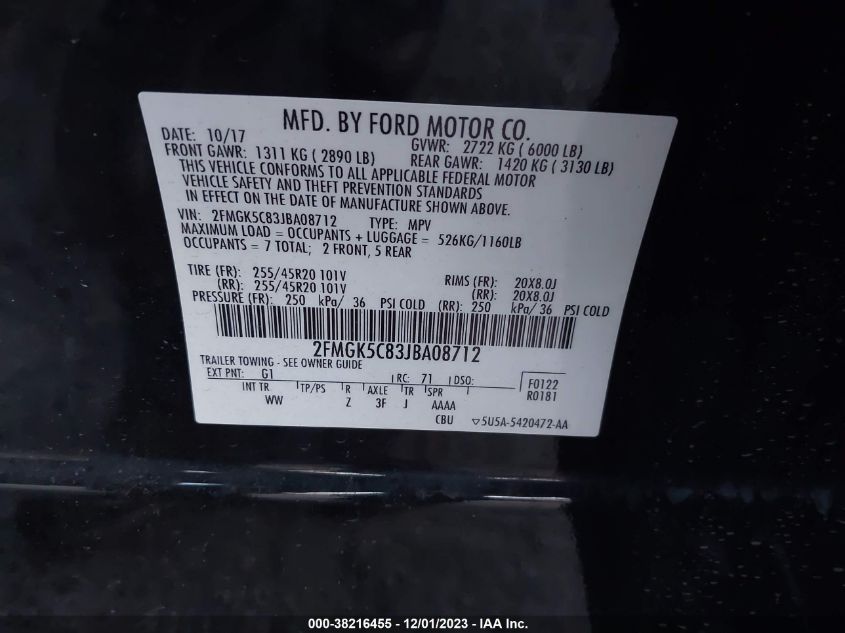 MFD. BY FORD MOTOR CO.
DATE: 10/17 GVWR: 2722 KG ( 6000 LB)
FRONT GAWR: 1311 KG ( 2890 LB) REAR GAWR: 1420 KG ( 3130 LB)
THIS VEHICLE CONFORMS TO ALL APPLICABLE FEDERAL MOTOR
VEHICLE SAFETY AND THEFT PREVENTION STANDARDS
IN EFFECT ON THE DATE OF MANUFACTURE SHOWN ABOVE.
VIN: 2FMGK5C83JBA08712 TYPE: MPV
MAXIMUM LOAD = OCCUPANTS + LUGGAGE = 526KG/1160LB
OCCUPANTS = 7 TOTAL; 2 FRONT, 5 REAR
TIRE (FR): 255/45R20 101V RIMS (FR): 20X8.0J
(RR): 255/45R20 101V (RR): 20X8.0J
PRESSURE (FR): 250 kPa/ 36 PSI COLD (RR): 250 kPa/ 36 PSI COLD
2FMGK5C83JBA08712
TRAILER TOWING - SEE OWNER GUIDE
EXT PNT: G1 RC: 71 DSO: F0122
INT TR TP/PS R AXLE TR SPR R0181
WW Z 3F J AAAA
CBU ▽5U5A-5420472-AA
000-38216455 - 12/01/2023 - IAA Inc.